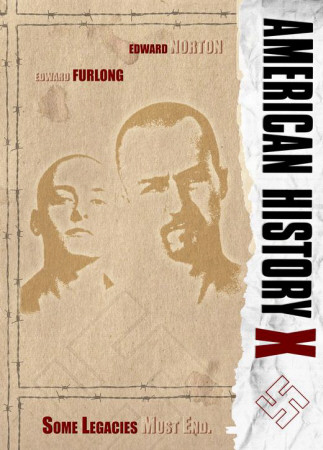 EDWARD NORTON
EDWARD FURLONG
AMERICAN HISTORY X
SOME LEGACIES MUST END.